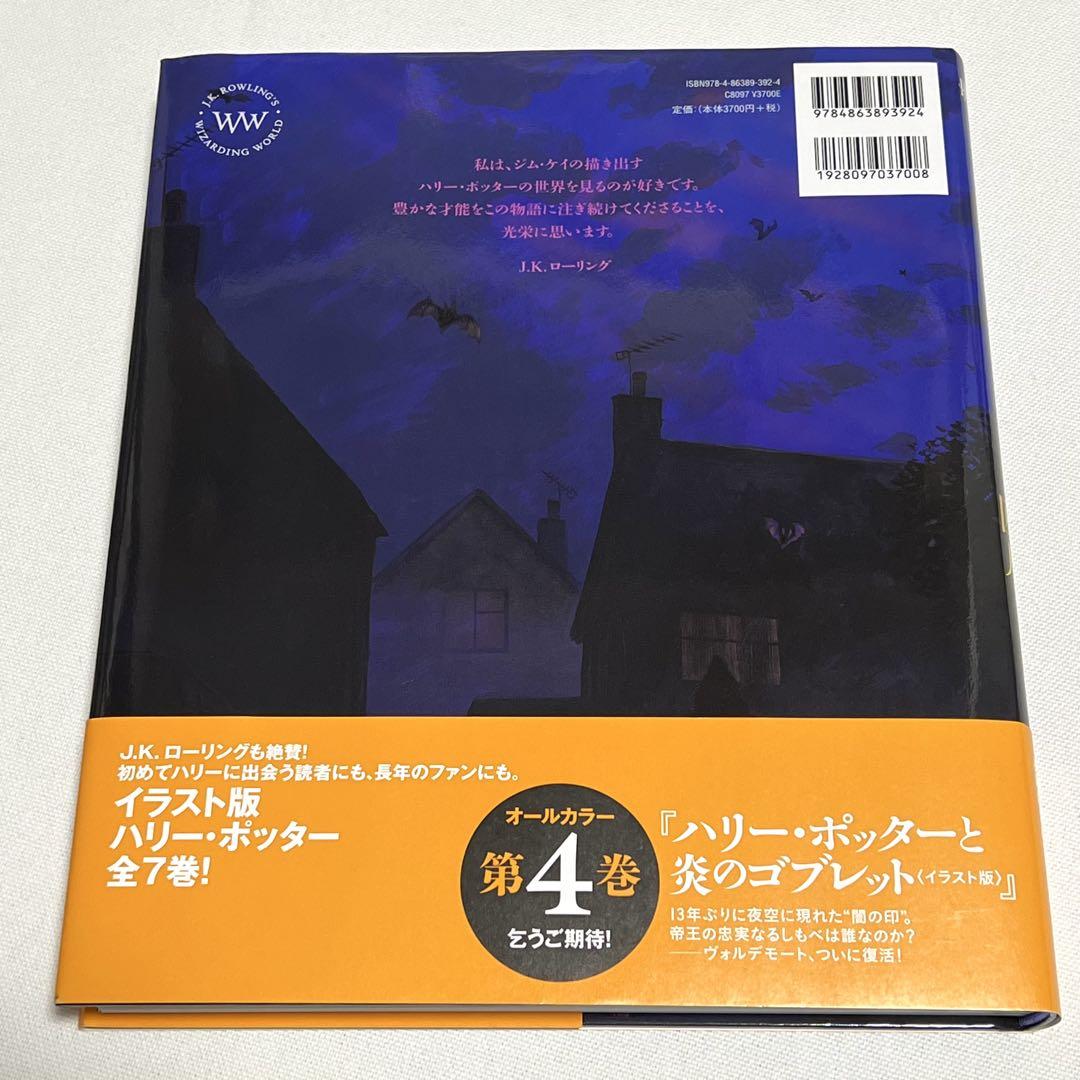 J.K. ROWLING'S
WW
WIZARDING WORLD
ISBN978-4-86389-392-4
C8097 ¥3700E
定価:(本体3700円+税)
9784863893924
1928097037008
私は、ジム・ケイの描き出す
ハリー・ポッターの世界を見るのが好きです。
豊かな才能をこの物語に注ぎ続けてくださることを、
光栄に思います。
J.K.ローリング
J.K.ローリングも絶賛!
初めてハリーに出会う読者にも、長年のファンにも。
イラスト版
ハリー・ポッター
全7巻!
オールカラー
第4巻
乞うご期待!
『ハリー・ポッターと
炎のゴブレット〈イラスト版〉』
13年ぶりに夜空に現れた“闇の印”。
帝王の忠実なるしもべは誰なのか?
――ヴォルデモート、ついに復活!